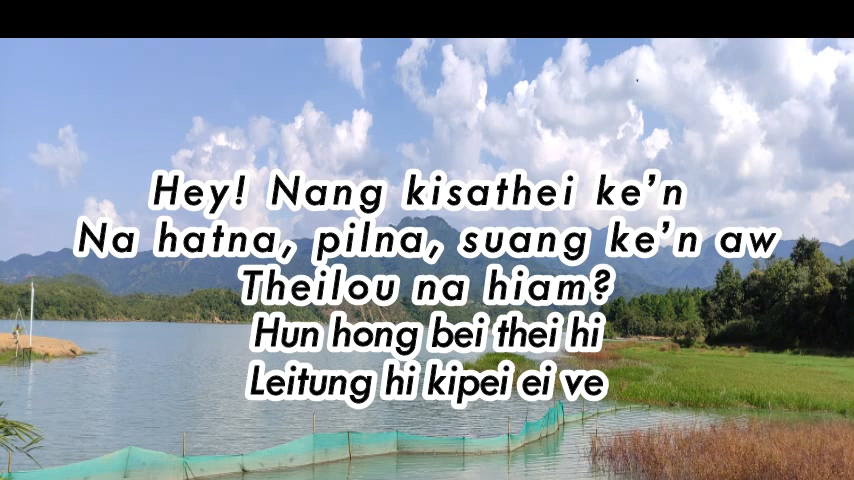 Hey! Nang kisathei ke’n
Na hatna, pilna, suang ke’n aw
Theilou na hiam?
Hun hong bei thei hi
Leitung hi kipei ei ve